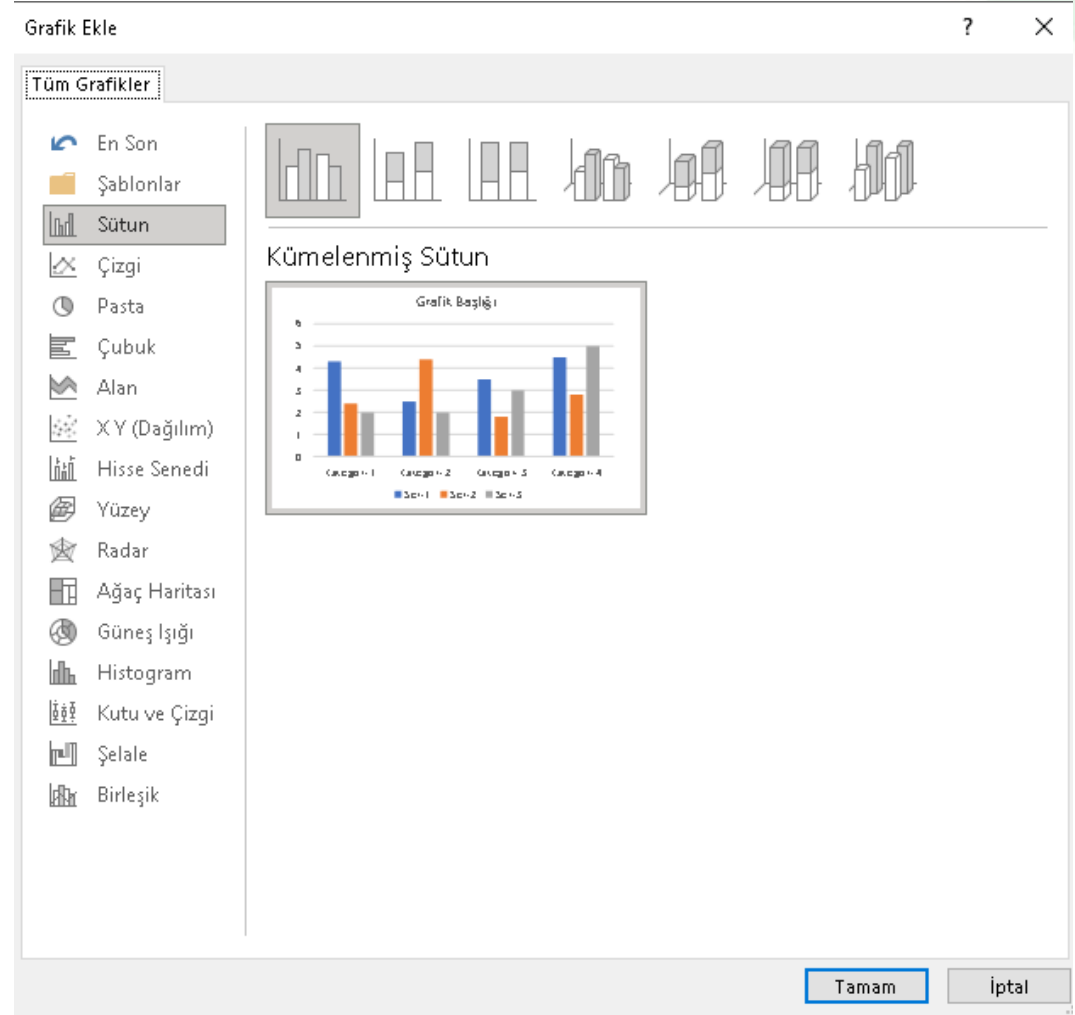 Grafik Ekle
?
Tüm Grafikler
En Son
Şablonlar
Sütun
Çizgi
Pasta
Çubuk
Alan
X Y (Dağılım)
Hisse Senedi
Yüzey
Radar
Ağaç Haritası
Güneş Işığı
Histogram
Kutu ve Çizgi
Şelale
Birleşik
Kümelenmiş Sütun
Grafik Başlığı
6
5
4
3
2
1
0
Tamam
İptal